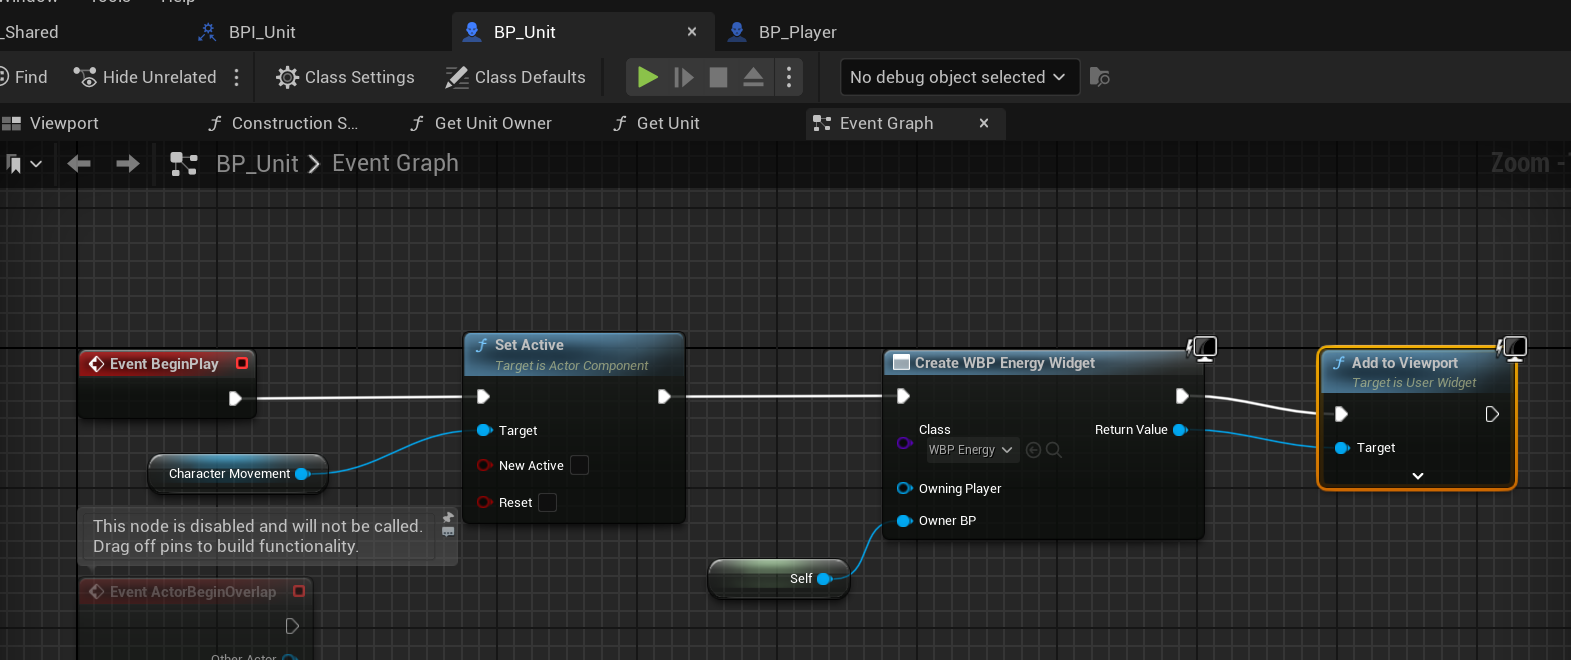 Help
_Shared
BPI_Unit
BP_Unit
BP_Player
Find
Hide Unrelated
Class Settings
Class Defaults
No debug object selected
Viewport
Construction S...
Get Unit Owner
Get Unit
Event Graph
BP_Unit > Event Graph
Zoom -
Event BeginPlay
Character Movement
Set Active
Target is Actor Component
Target
New Active
Reset
This node is disabled and will not be called.
Drag off pins to build functionality.
Event ActorBeginOverlap
Other Actor
Self
Create WBP Energy Widget
Class
WBP Energy
Return Value
Owning Player
Owner BP
Add to Viewport
Target is User Widget
Target